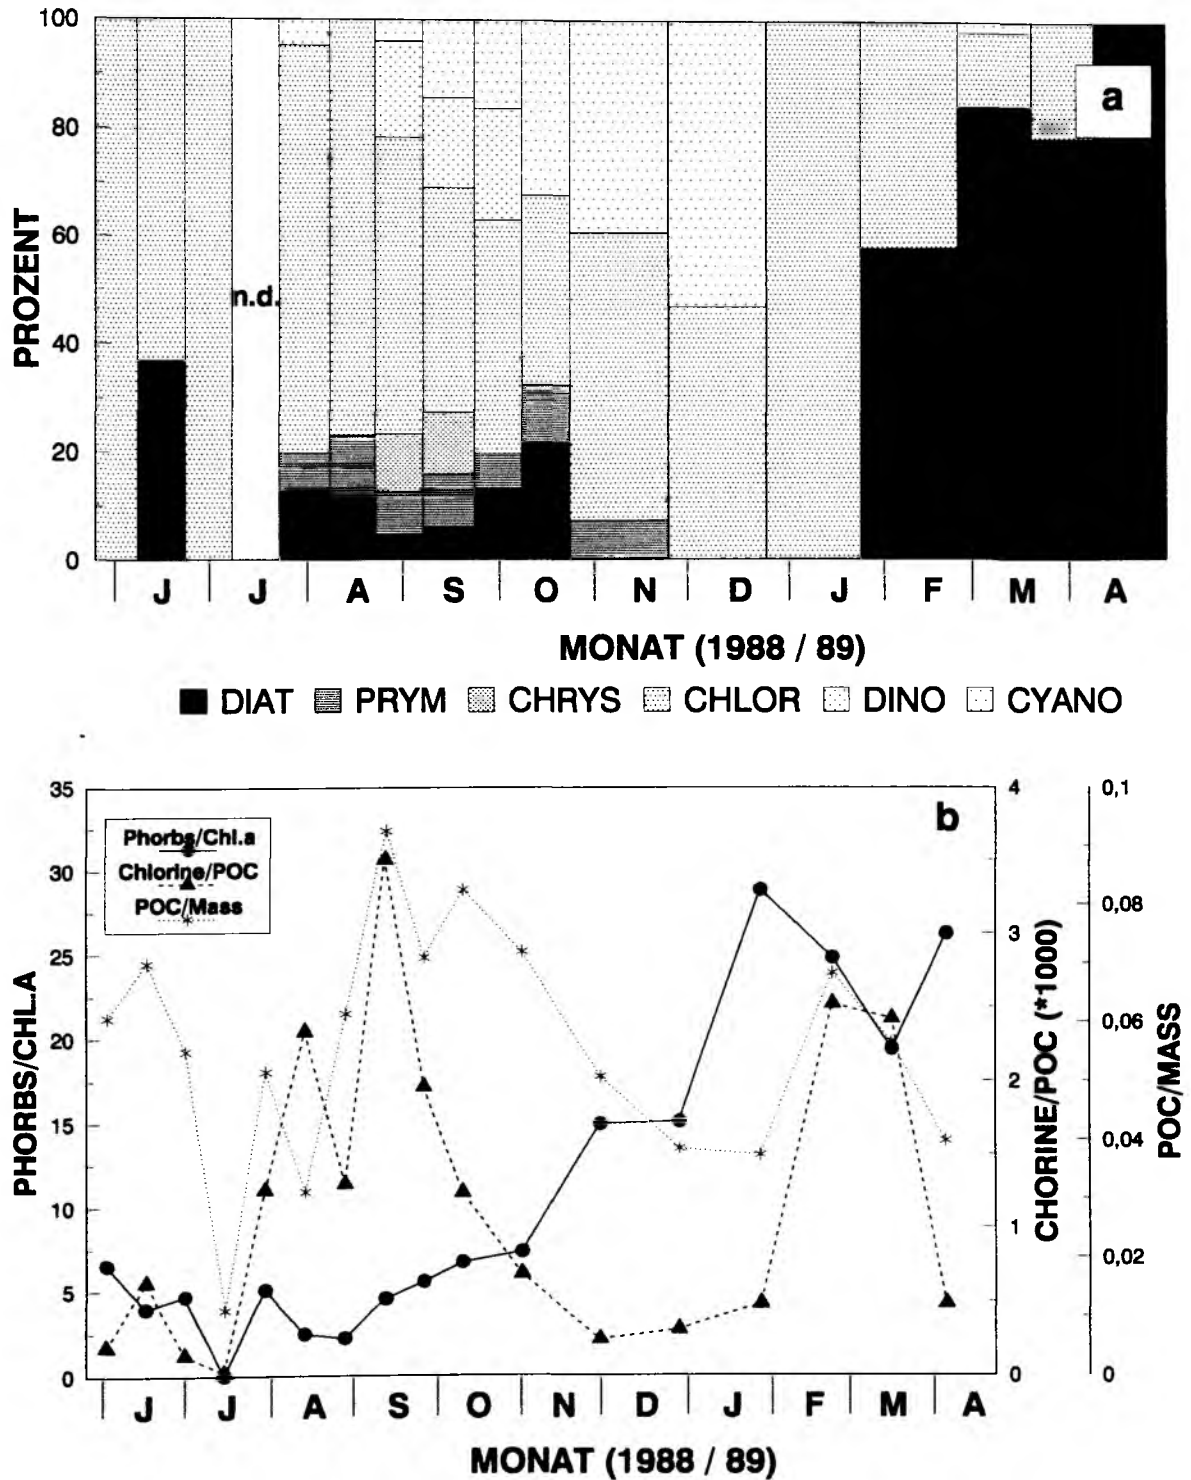 100
80
60
40
20
0
PROZENT
n.d.
a
J J A S O N D J F M A
MONAT (1988 / 89)
DIAT PRYM CHRYS CHLOR DINO CYANO
b
35
30
25
20
15
10
5
0
PHORBS/CHL.A
Phorbs/Chl.a
Chlorine/POC
POC/Mass
4
3
2
1
0
CHORINE/POC (*1000)
0,1
0,08
0,06
0,04
0,02
0
POC/MASS
J J A S O N D J F M A
MONAT (1988 / 89)